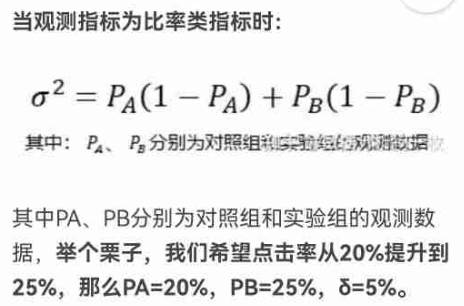 当观测指标为比率类指标时:
σ² = P_A(1 − P_A) + P_B(1 − P_B)
其中: P_A、 P_B 分别为对照组和实验组的观测数据
其中PA、PB分别为对照组和实验组的观测数
据，举个栗子，我们希望点击率从20%提升到
25%，那么PA=20%，PB=25%，δ=5%。